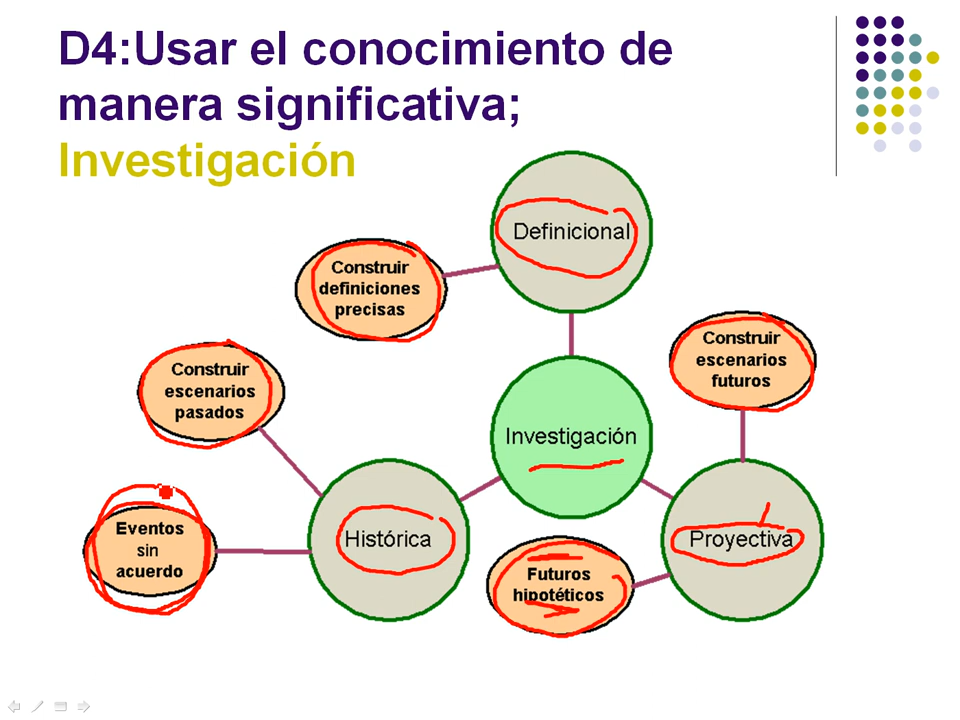 D4:Usar el conocimiento de
manera significativa;
Investigación
Definicional
Construir
definiciones
precisas
Construir
escenarios
futuros
Construir
escenarios
pasados
Investigación
Eventos
sin
acuerdo
Histórica
Proyectiva
Futuros
hipotéticos